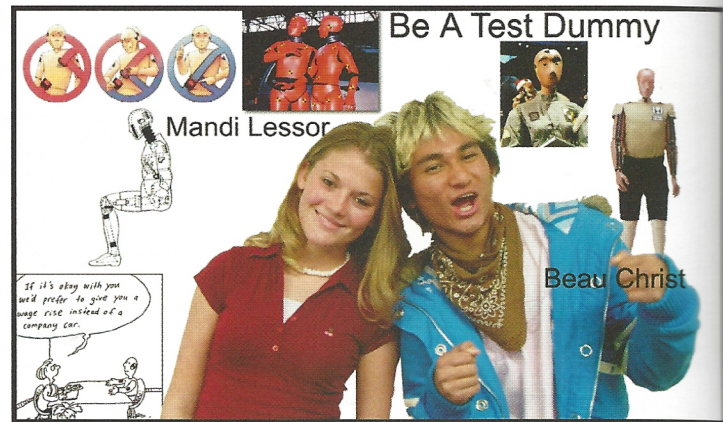 Be A Test Dummy
Mandi Lessor
Beau Christ
If it's okay with you
we'd prefer to give you a
wage rise instead of a
company car.